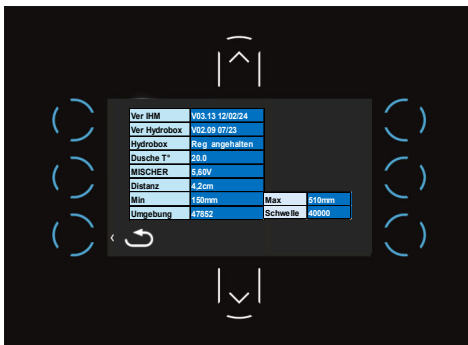 Ver IHM V03.13 12/02/24
Ver Hydrobox V02.09 07/23
Hydrobox Reg angehalten
Dusche T° 20.0
MISCHER 5,60V
Distanz 4,2cm
Min 150mm Max 510mm
Umgebung 47852 Schwelle 40000